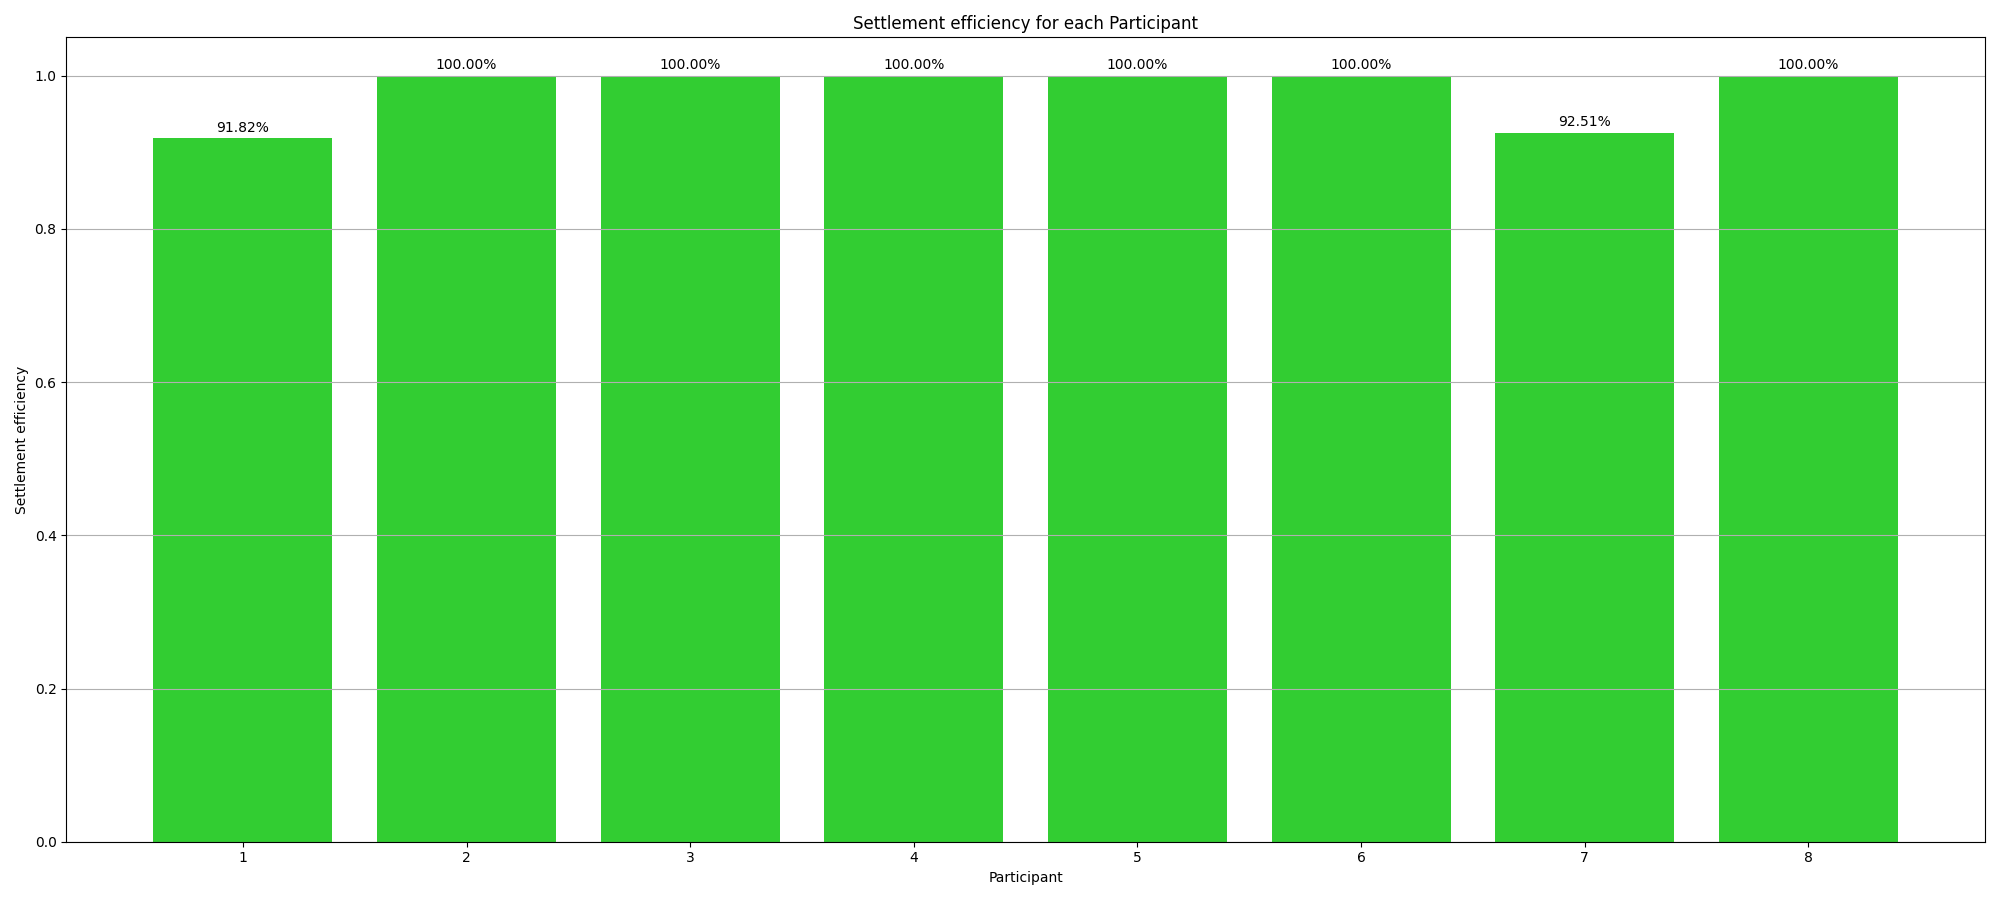 Settlement efficiency for each Participant
100.00% 100.00% 100.00% 100.00% 100.00% 100.00%
1.0
91.82% 92.51%
0.8
0.6
Settlement efficiency
0.4
0.2
0.0
1 2 3 4 5 6 7 8
Participant